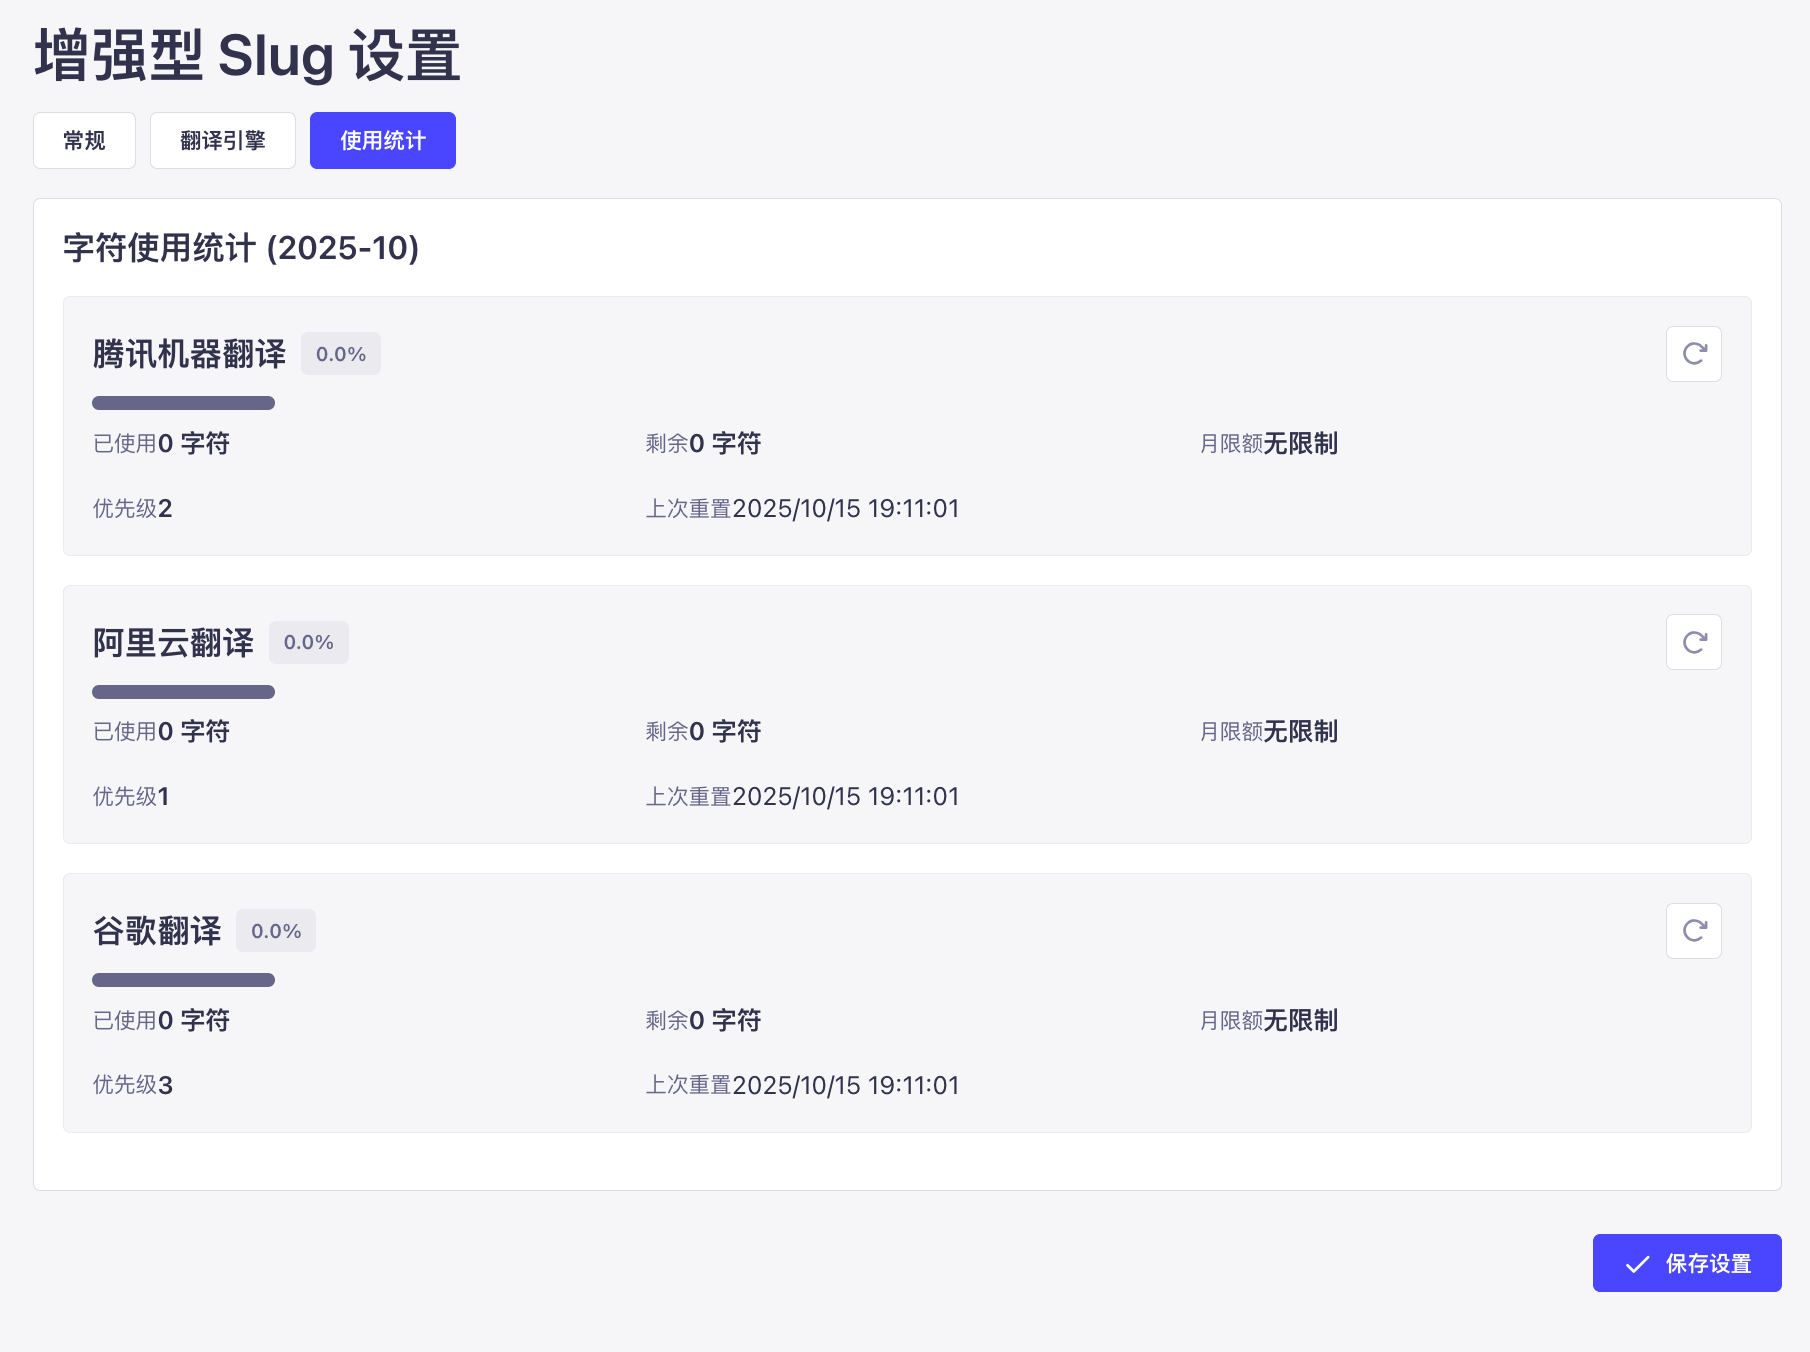 增强型 Slug 设置
常规 翻译引擎 使用统计
字符使用统计 (2025-10)
腾讯机器翻译 0.0%
已使用0 字符 剩余0 字符 月限额无限制
优先级2 上次重置2025/10/15 19:11:01
阿里云翻译 0.0%
已使用0 字符 剩余0 字符 月限额无限制
优先级1 上次重置2025/10/15 19:11:01
谷歌翻译 0.0%
已使用0 字符 剩余0 字符 月限额无限制
优先级3 上次重置2025/10/15 19:11:01
保存设置